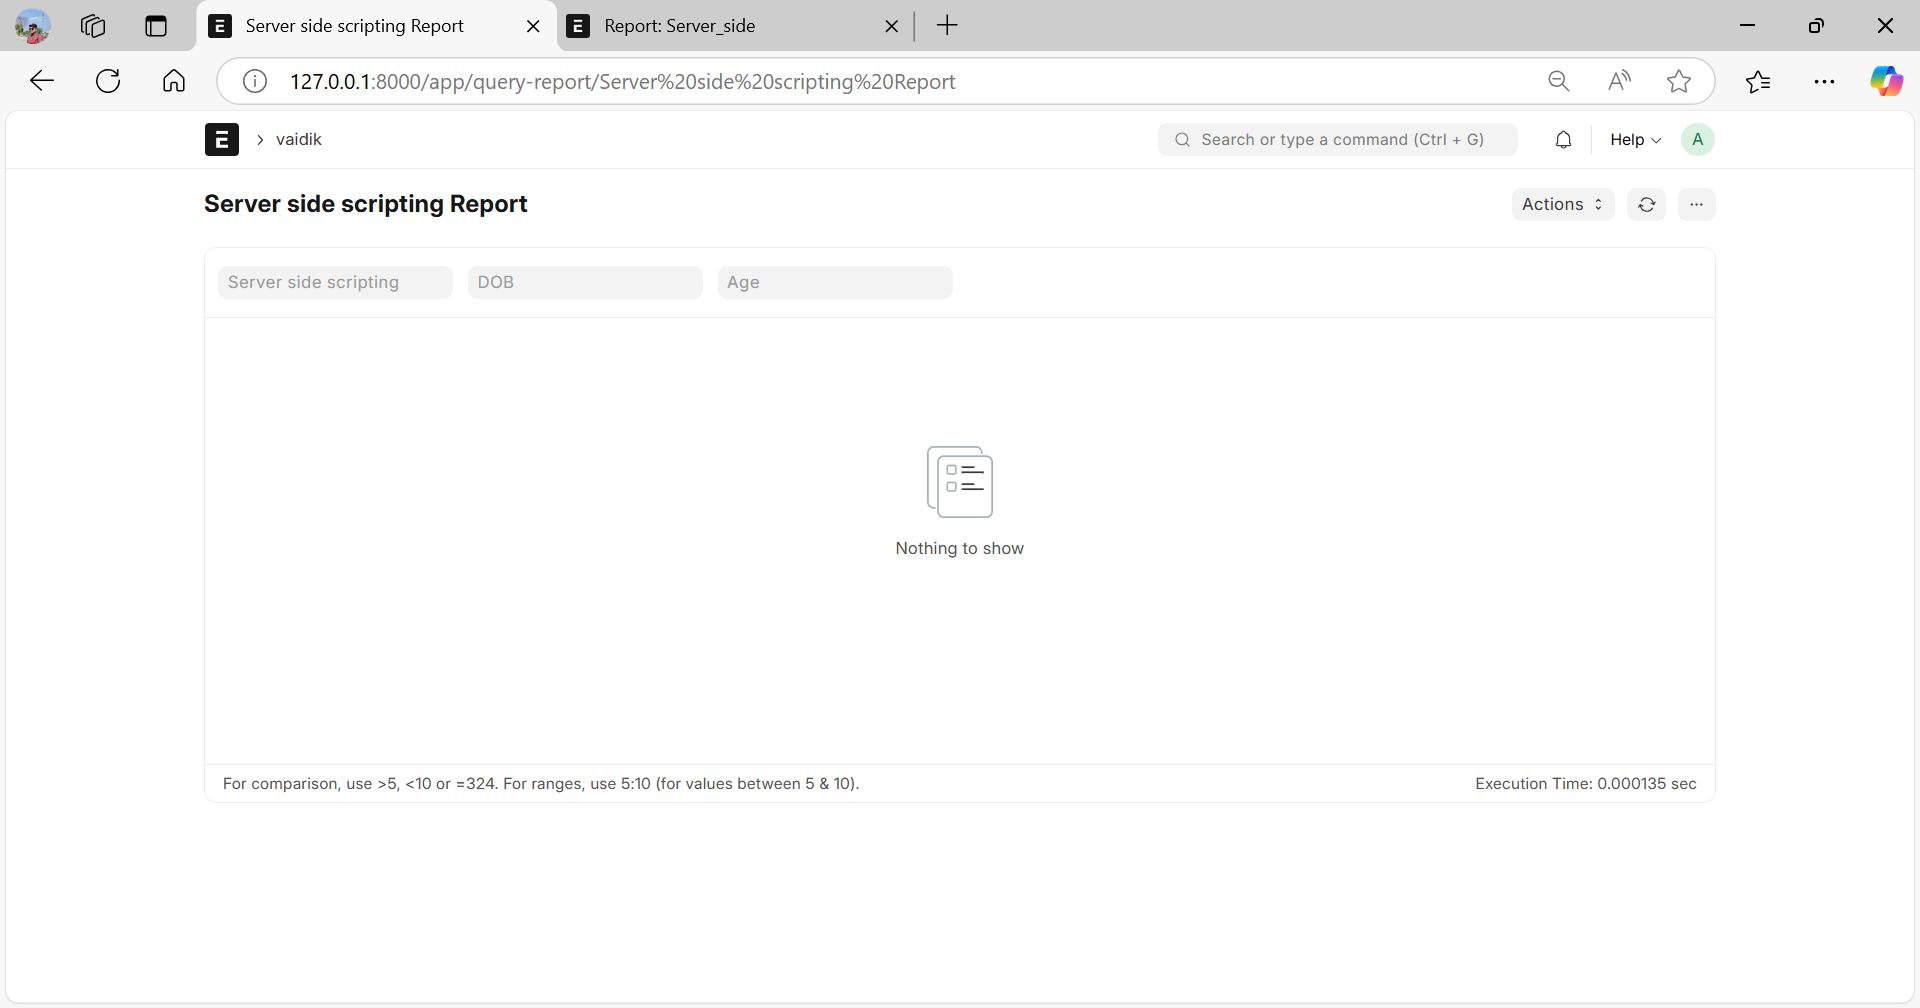 Server side scripting Report
Report: Server_side
127.0.0.1:8000/app/query-report/Server%20side%20scripting%20Report
E > vaidik
Search or type a command (Ctrl + G)
Help
A
Server side scripting Report
Actions
Server side scripting
DOB
Age
Nothing to show
For comparison, use >5, <10 or =324. For ranges, use 5:10 (for values between 5 & 10).
Execution Time: 0.000135 sec